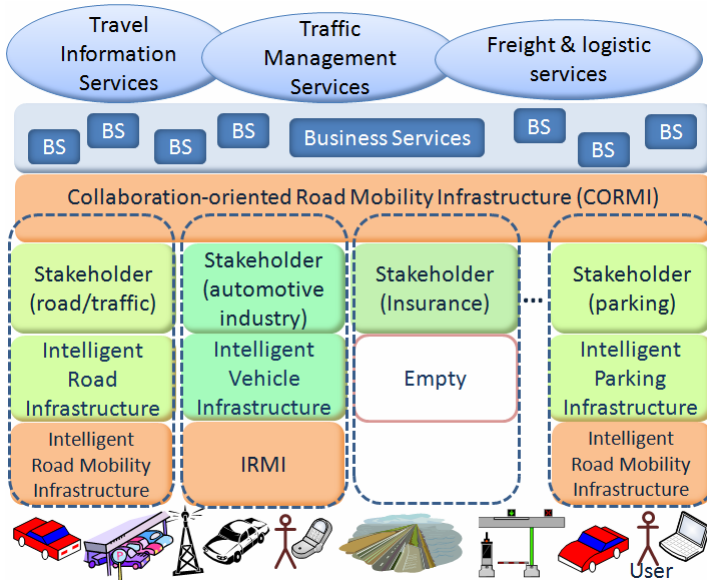 Travel
Information
Services
Traffic
Management
Services
Freight & logistic
services
BS
BS
BS
BS
Business Services
BS
BS
BS
Collaboration-oriented Road Mobility Infrastructure (CORMI)
Stakeholder
(road/traffic)
Stakeholder
(automotive
industry)
Stakeholder
(Insurance)
...
Stakeholder
(parking)
Intelligent
Road
Infrastructure
Intelligent
Vehicle
Infrastructure
Empty
Intelligent
Parking
Infrastructure
Intelligent
Road Mobility
Infrastructure
IRMI
Intelligent
Road Mobility
Infrastructure
P
User